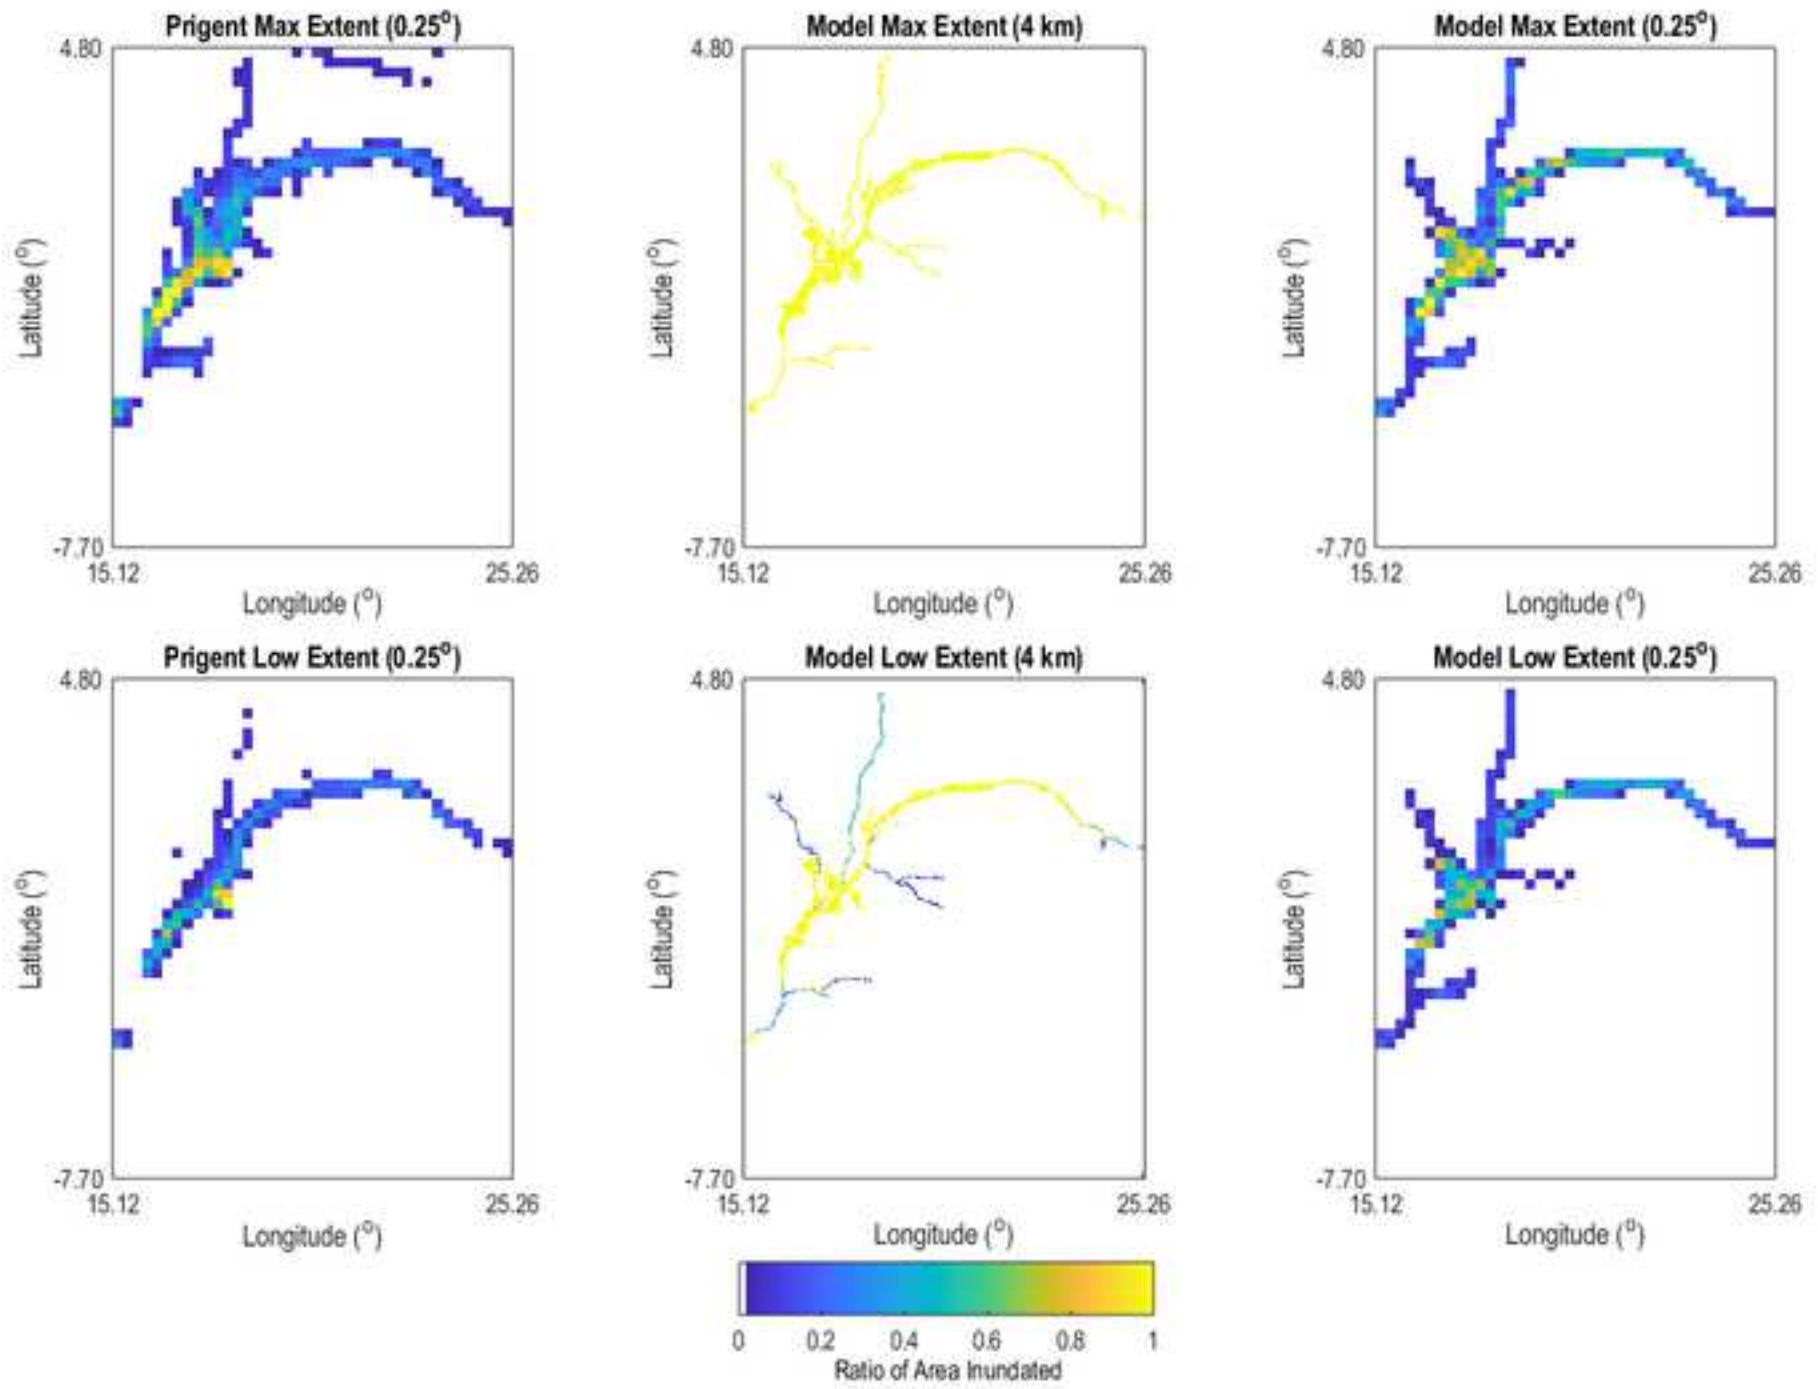 Prigent Max Extent (0.25°) Model Max Extent (4 km) Model Max Extent (0.25°)
4.80 4.80 4.80
Latitude (°) Latitude (°) Latitude (°)
-7.70 -7.70 -7.70
15.12 25.26 15.12 25.26 15.12 25.26
Longitude (°) Longitude (°) Longitude (°)
Prigent Low Extent (0.25°) Model Low Extent (4 km) Model Low Extent (0.25°)
4.80 4.80 4.80
Latitude (°) Latitude (°) Latitude (°)
-7.70 -7.70 -7.70
15.12 25.26 15.12 25.26 15.12 25.26
Longitude (°) Longitude (°) Longitude (°)
0 0.2 0.4 0.6 0.8 1
Ratio of Area Inundated